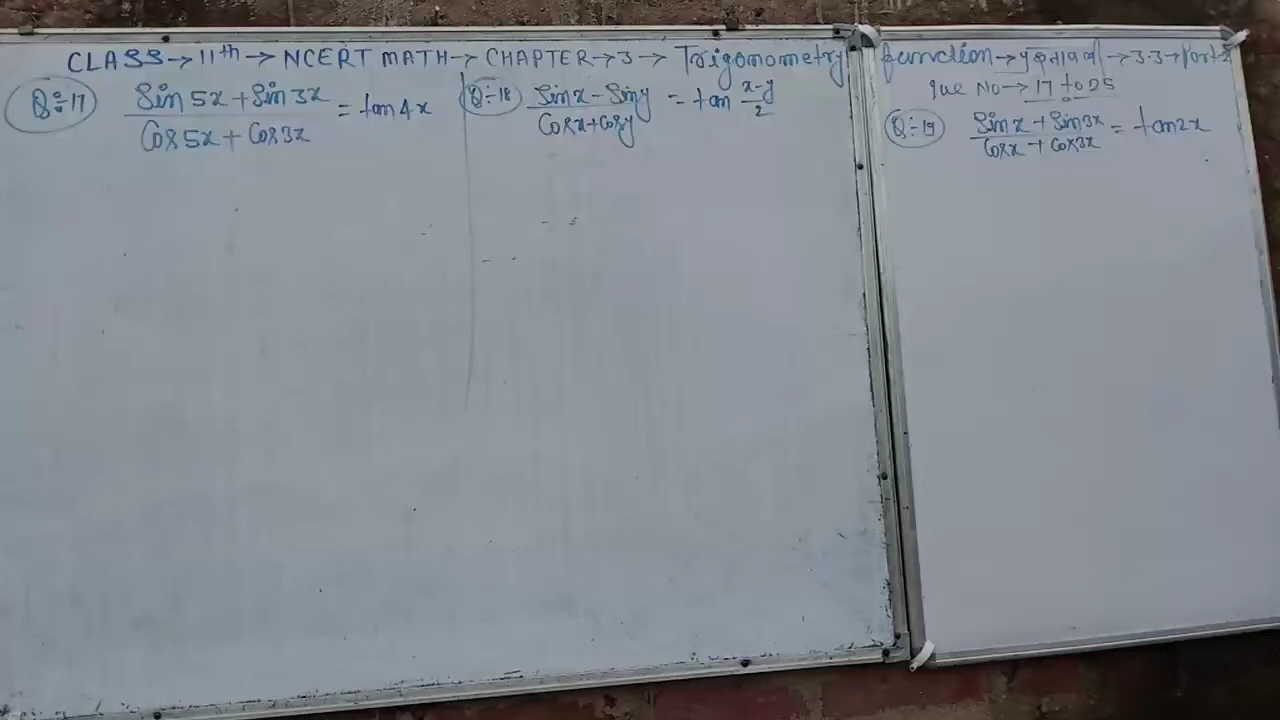 CLASS→11th→NCERT MATH→CHAPTER→3→Trigonometry function→प्रश्नावली→3.3→Part-2
Que No→17 to 25
Q÷17 Sin5x+Sin3x / Cos5x+Cos3x = tan4x
Q÷18 Sinx-Siny / Cosx+Cosy = tan x-y / 2
Q÷19 Sinx+Sin3x / Cosx+Cos3x = tan2x